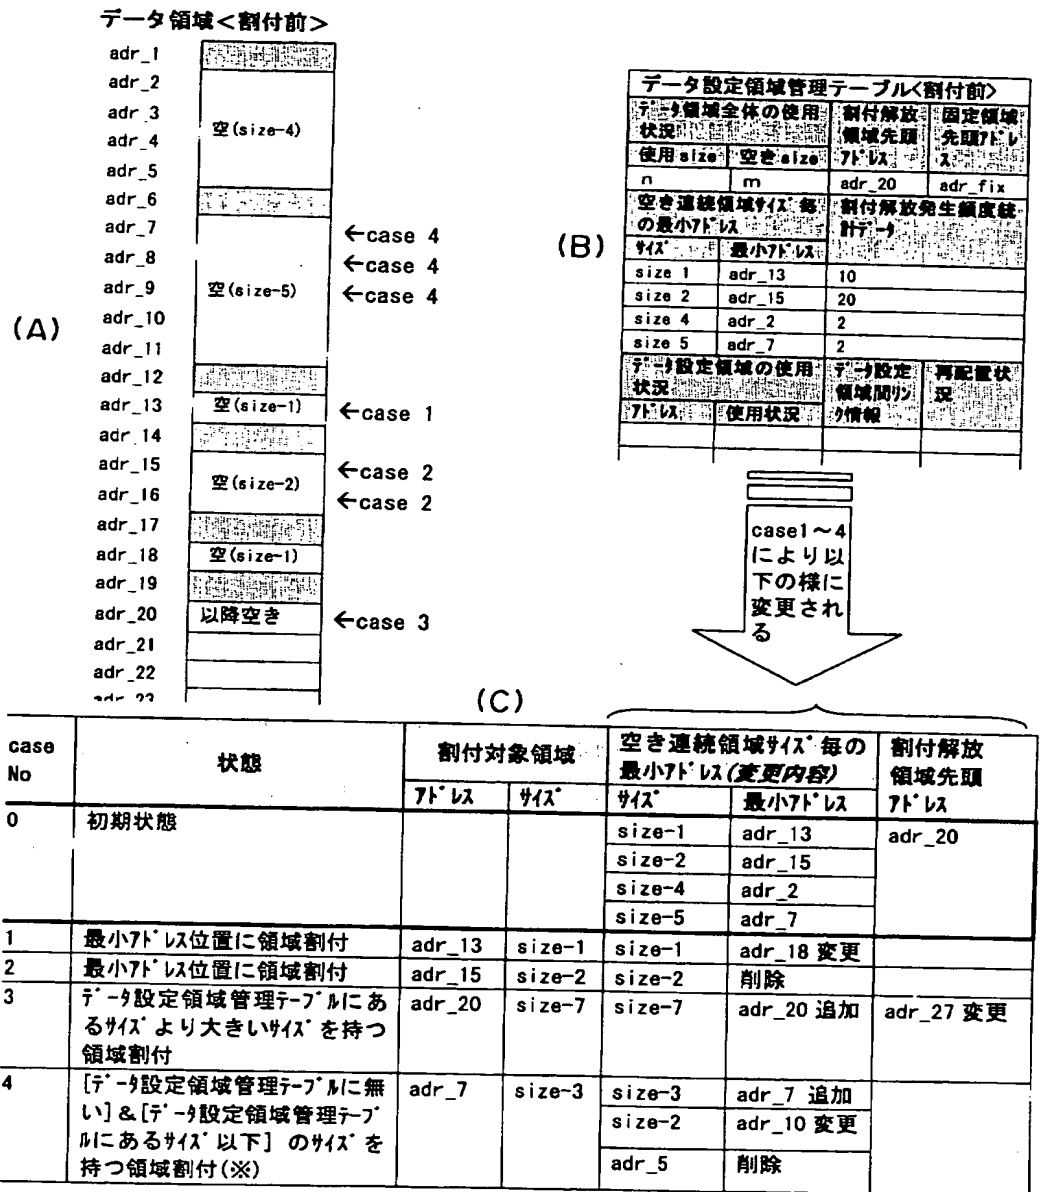 データ領域<割付前>
adr_1
adr_2
adr_3
adr_4
adr_5
adr_6
adr_7
adr_8
adr_9
adr_10
adr_11
adr_12
adr_13
adr_14
adr_15
adr_16
adr_17
adr_18
adr_19
adr_20
adr_21
adr_22
adr_23
空(size-4)
空(size-5)
空(size-1)
空(size-2)
空(size-1)
以降空き
←case 4
←case 4
←case 4
←case 1
←case 2
←case 2
←case 3
(A)
(B)
データ設定領域管理テーブル<割付前>
データ領域全体の使用状況
割付解放領域先頭アドレス
固定領域先頭アドレス
使用size 空きsize
n m adr_20 adr_fix
空き連続領域サイズ毎の最小アドレス
割付解放発生頻度統計データ
サイズ 最小アドレス
size 1 adr_13 10
size 2 adr_15 20
size 4 adr_2 2
size 5 adr_7 2
データ設定領域の使用状況
データ設定領域間リンク情報
再配置状況
アドレス 使用状況
case1~4
により以
下の様に
変更され
る
(C)
case No
状態
割付対象領域
空き連続領域サイズ毎の
最小アドレス(変更内容)
割付解放
領域先頭
アドレス
アドレス サイズ サイズ 最小アドレス
0 初期状態 size-1 adr_13 adr_20
size-2 adr_15
size-4 adr_2
size-5 adr_7
1 最小アドレス位置に領域割付 adr_13 size-1 size-1 adr_18 変更
2 最小アドレス位置に領域割付 adr_15 size-2 size-2 削除
3 データ設定領域管理テーブルにあ adr_20 size-7 size-7 adr_20 追加 adr_27 変更
るサイズより大きいサイズを持つ
領域割付
4 [データ設定領域管理テーブルに無 adr_7 size-3 size-3 adr_7 追加
い]&[データ設定領域管理テーブ size-2 adr_10 変更
ルにあるサイズ以下] のサイズを
持つ領域割付(※) adr_5 削除